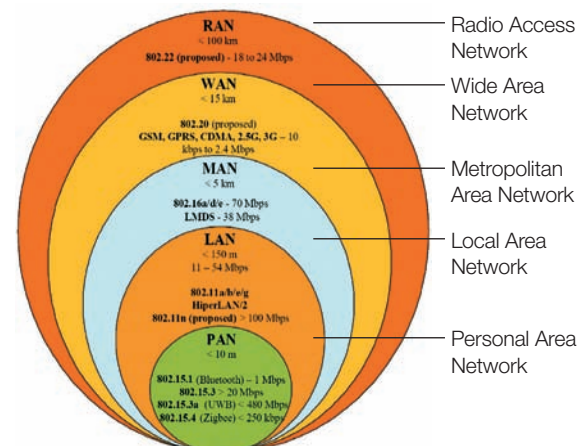 RAN
< 100 km
802.22 (proposed) - 18 to 24 Mbps
Radio Access
Network
WAN
< 15 km
802.20 (proposed)
GSM, GPRS, CDMA, 2.5G, 3G – 10
kbps to 2.4 Mbps
Wide Area
Network
MAN
< 5 km
802.16a/d/e - 70 Mbps
LMDS - 38 Mbps
Metropolitan
Area Network
LAN
< 150 m
11 – 54 Mbps
802.11a/b/e/g
HiperLAN/2
802.11n (proposed) > 100 Mbps
Local Area
Network
PAN
< 10 m
802.15.1 (Bluetooth) – 1 Mbps
802.15.3 > 20 Mbps
802.15.3a (UWB) < 480 Mbps
802.15.4 (Zigbee) < 250 kbps
Personal Area
Network